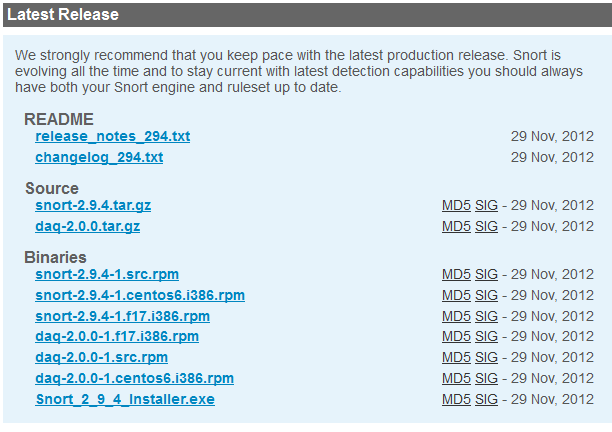 Latest Release
We strongly recommend that you keep pace with the latest production release. Snort is
evolving all the time and to stay current with latest detection capabilities you should always
have both your Snort engine and ruleset up to date.
README
release_notes_294.txt 29 Nov, 2012
changelog_294.txt 29 Nov, 2012
Source
snort-2.9.4.tar.gz MD5 SIG - 29 Nov, 2012
daq-2.0.0.tar.gz MD5 SIG - 29 Nov, 2012
Binaries
snort-2.9.4-1.src.rpm MD5 SIG - 29 Nov, 2012
snort-2.9.4-1.centos6.i386.rpm MD5 SIG - 29 Nov, 2012
snort-2.9.4-1.f17.i386.rpm MD5 SIG - 29 Nov, 2012
daq-2.0.0-1.f17.i386.rpm MD5 SIG - 29 Nov, 2012
daq-2.0.0-1.src.rpm MD5 SIG - 29 Nov, 2012
daq-2.0.0-1.centos6.i386.rpm MD5 SIG - 29 Nov, 2012
Snort_2_9_4_Installer.exe MD5 SIG - 29 Nov, 2012